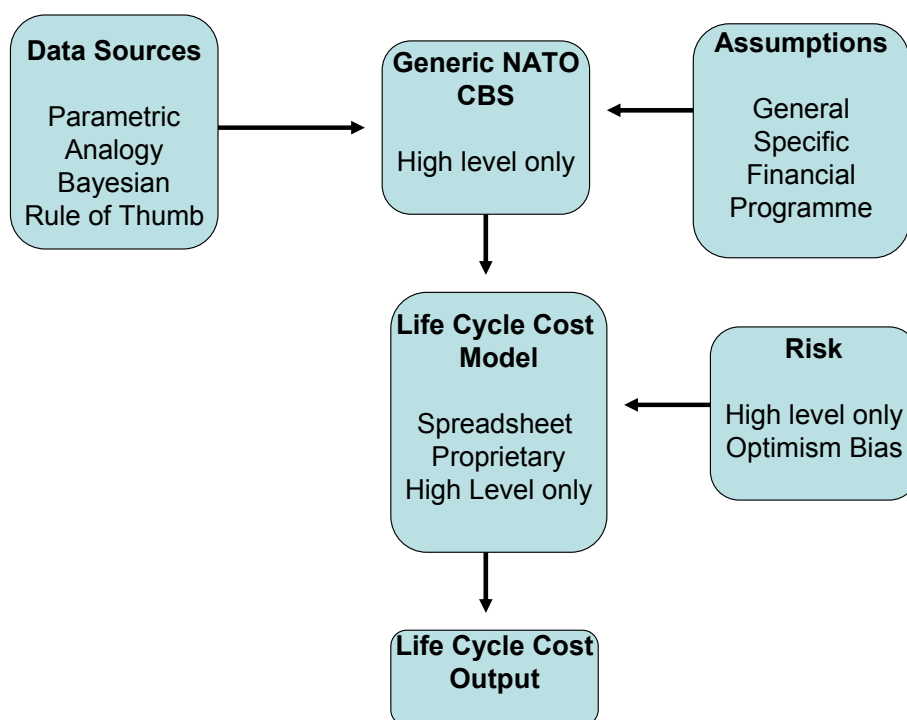 Data Sources
Parametric
Analogy
Bayesian
Rule of Thumb
Generic NATO
CBS
High level only
Assumptions
General
Specific
Financial
Programme
Life Cycle Cost
Model
Spreadsheet
Proprietary
High Level only
Risk
High level only
Optimism Bias
Life Cycle Cost
Output